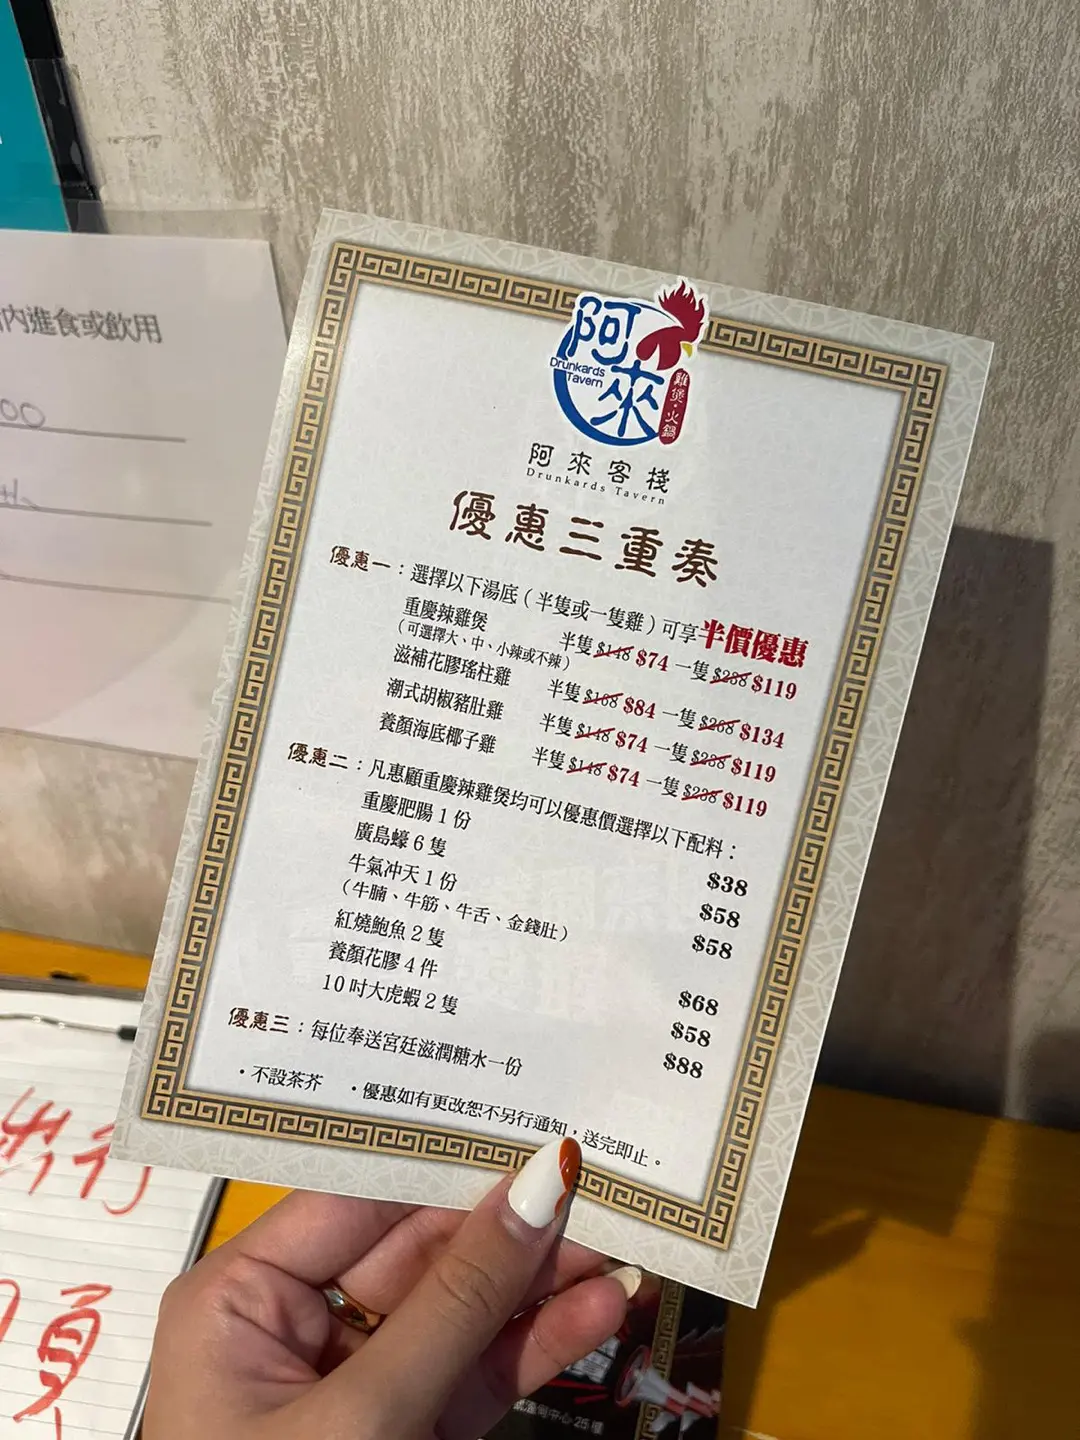 內進食或飲用
阿來
Drunkards
Tavern
雞煲·火鍋
阿來客棧
Drunkards Tavern
優惠三重奏
優惠一：選擇以下湯底（半隻或一隻雞）可享半價優惠
重慶辣雞煲 半隻 $148 $74 一隻 $238 $119
（可選擇大、中、小辣或不辣）
滋補花膠瑤柱雞 半隻 $168 $84 一隻 $268 $134
潮式胡椒豬肚雞 半隻 $148 $74 一隻 $238 $119
養顏海底椰子雞 半隻 $148 $74 一隻 $238 $119
優惠二：凡惠顧重慶辣雞煲均可以優惠價選擇以下配料：
重慶肥腸 1 份 $38
廣島蠔 6 隻 $58
牛氣冲天 1 份 $58
（牛腩、牛筋、牛舌、金錢肚）
紅燒鮑魚 2 隻 $68
養顏花膠 4 件 $58
10 吋大虎蝦 2 隻 $88
優惠三：每位奉送宮廷滋潤糖水一份
·不設茶芥 ·優惠如有更改恕不另行通知，送完即止。
中心 25 樓